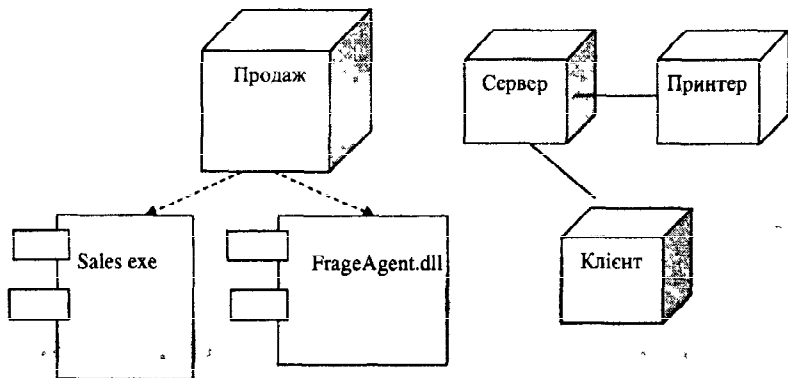 Продаж
Сервер
Принтер
Sales exe
FrageAgent.dll
Клієнт